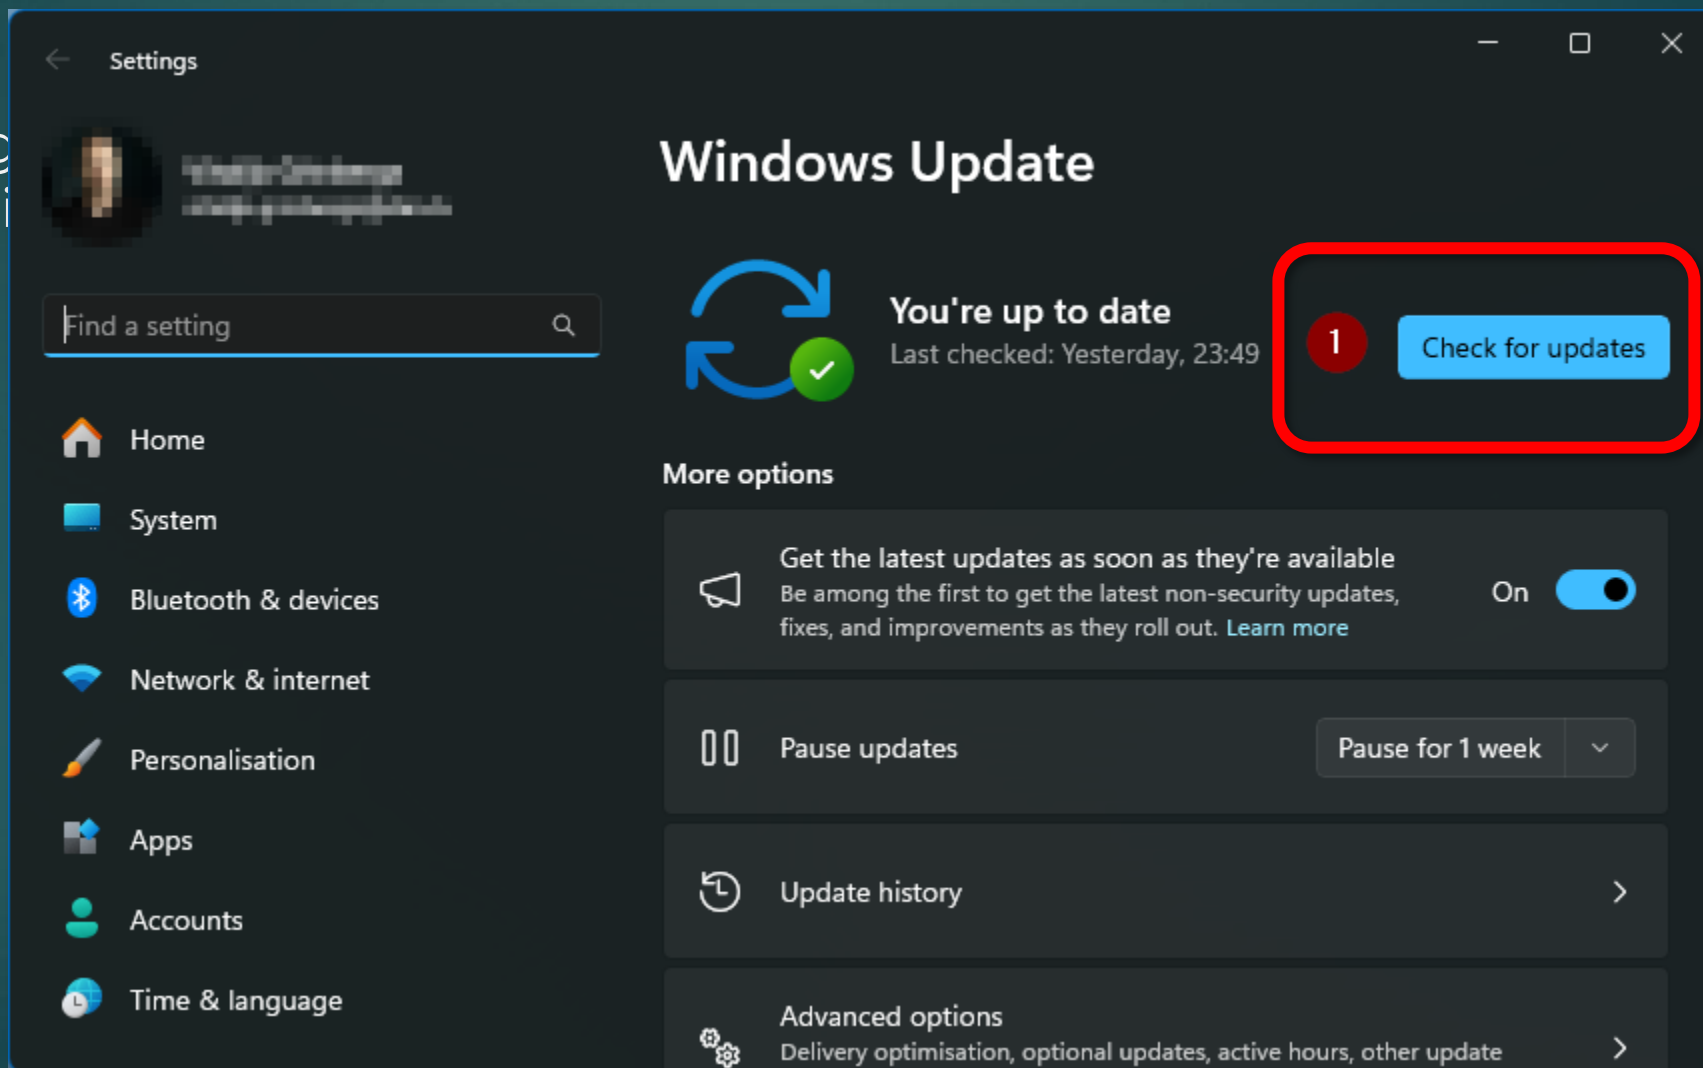 Settings
Find a setting
Home
System
Bluetooth & devices
Network & internet
Personalisation
Apps
Accounts
Time & language
Windows Update
You're up to date
Last checked: Yesterday, 23:49
1
Check for updates
More options
Get the latest updates as soon as they're available
Be among the first to get the latest non-security updates,
fixes, and improvements as they roll out. Learn more
On
Pause updates
Pause for 1 week
Update history
Advanced options
Delivery optimisation, optional updates, active hours, other update